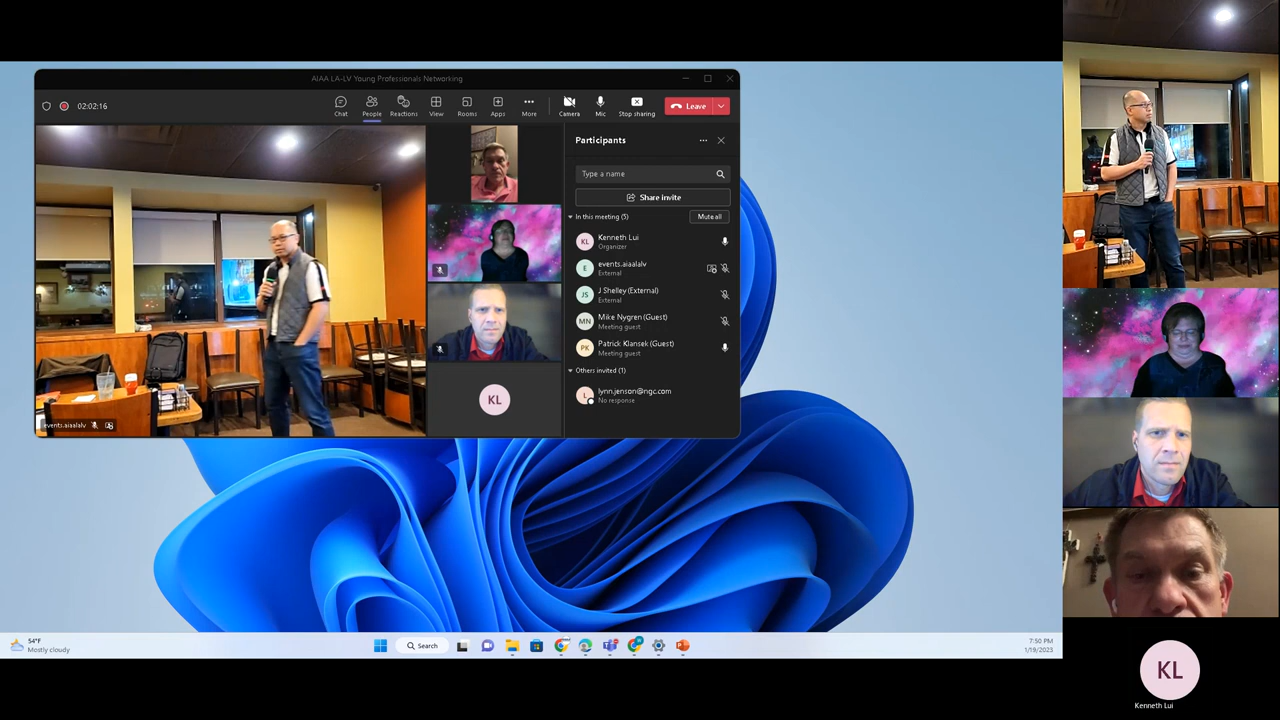 AIAA LA-LV Young Professionals Networking
02:02:16
Chat
People
Reactions
View
Rooms
Apps
More
Camera
Mic
Stop sharing
Leave
Participants
Type a name
Share invite
In this meeting (5)
Mute all
KL
Kenneth Lui
Organizer
E
events.aiaalalv
External
JS
J Shelley (External)
External
MN
Mike Nygren (Guest)
Meeting guest
PK
Patrick Klansek (Guest)
Meeting guest
Others invited (1)
L
lynn.jenson@ngc.com
No response
KL
events.aiaalalv
54°F
Mostly cloudy
Search
7:50 PM
1/19/2023
KL
Kenneth Lui